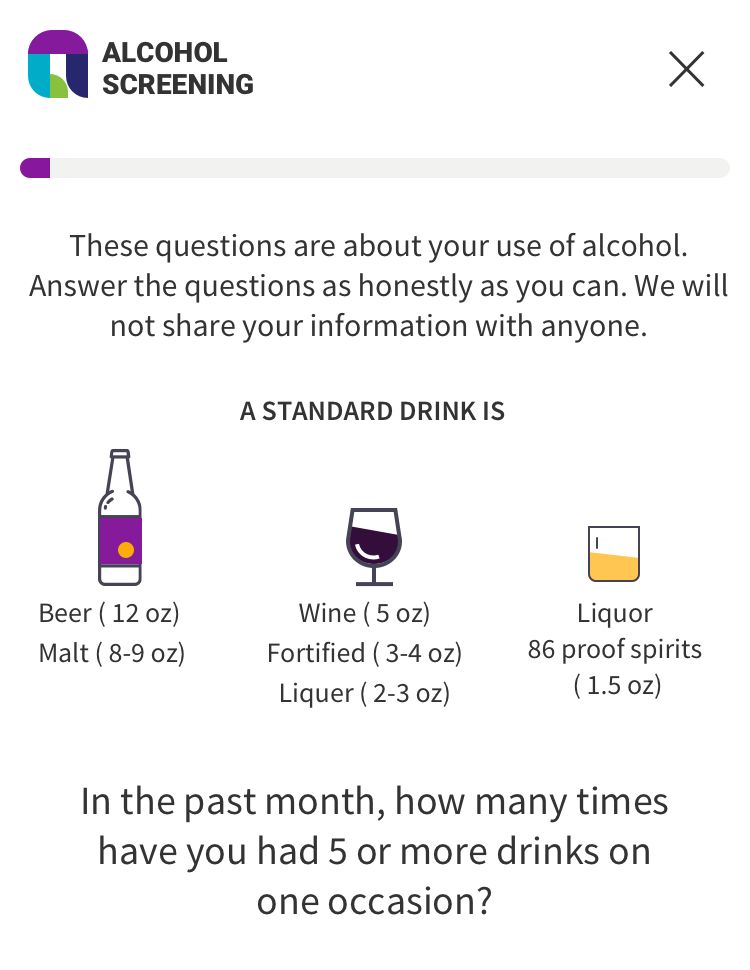 ALCOHOL
SCREENING
These questions are about your use of alcohol.
Answer the questions as honestly as you can. We will
not share your information with anyone.
A STANDARD DRINK IS
Beer ( 12 oz)
Malt ( 8-9 oz)
Wine ( 5 oz)
Fortified ( 3-4 oz)
Liquer ( 2-3 oz)
Liquor
86 proof spirits
( 1.5 oz)
In the past month, how many times
have you had 5 or more drinks on
one occasion?